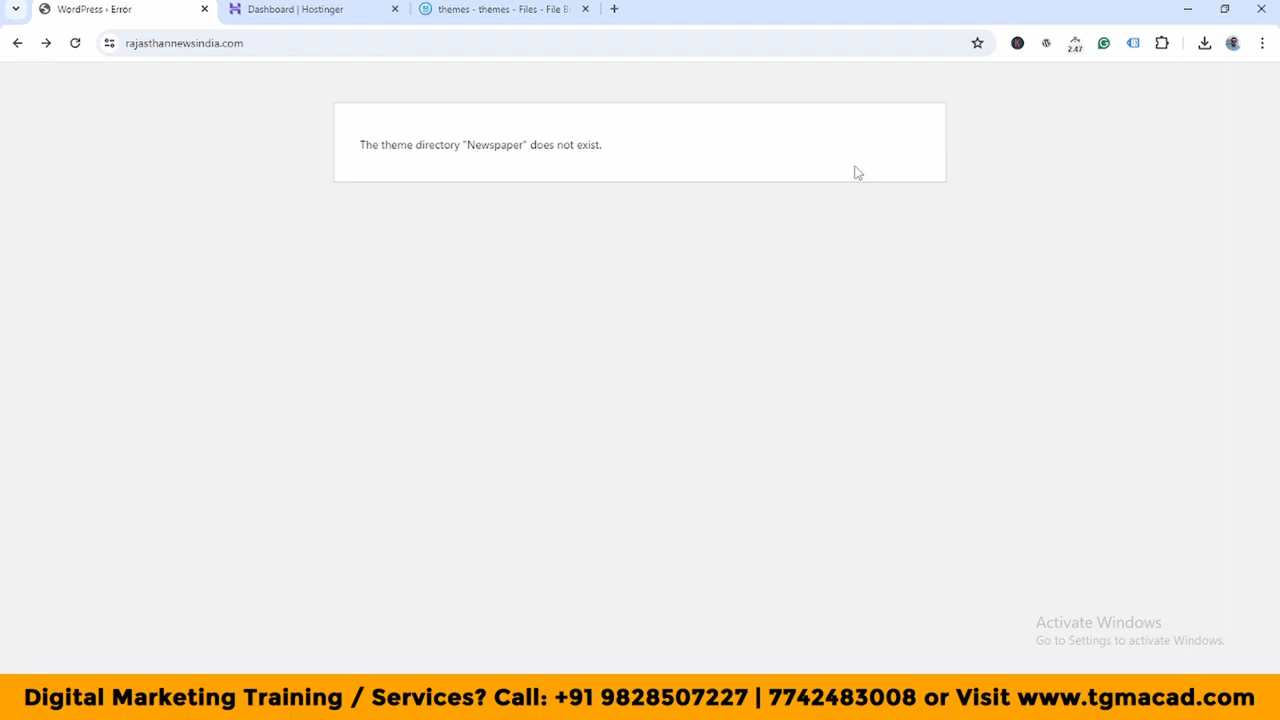 WordPress › Error
Dashboard | Hostinger
themes - themes - Files - File B
rajasthannewsindia.com
2.47
The theme directory "Newspaper" does not exist.
Activate Windows
Go to Settings to activate Windows.
Digital Marketing Training / Services? Call: +91 9828507227 | 7742483008 or Visit www.tgmacad.com